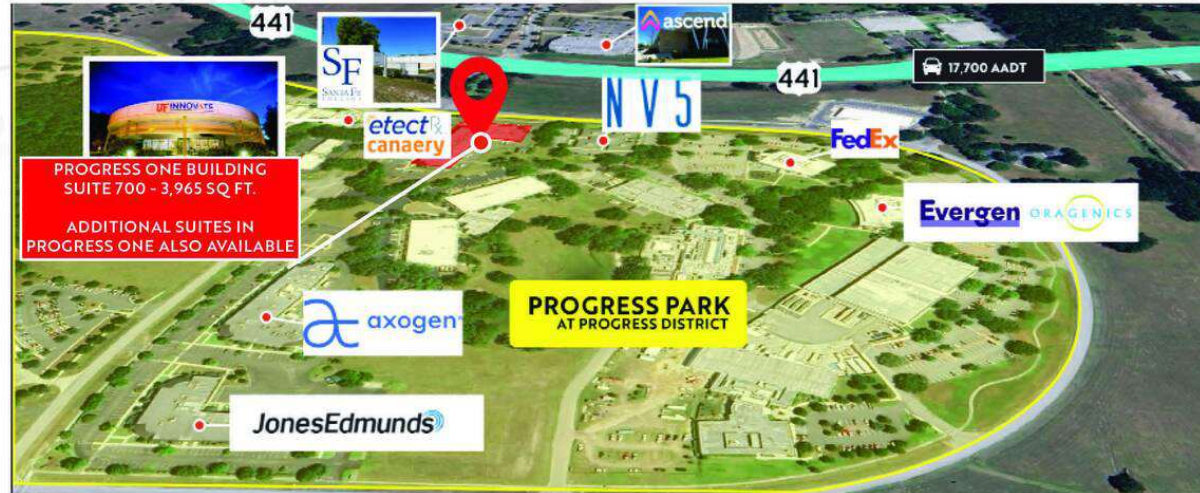 441
ascend
SF
SANTA FE
COLLEGE
17,700 AADT
441
UF INNOVATE
NV5
etect Rx
canaery
FedEx
PROGRESS ONE BUILDING
SUITE 700 - 3,965 SQ FT.
ADDITIONAL SUITES IN
PROGRESS ONE ALSO AVAILABLE
Evergen
ORAGENICS
PROGRESS PARK
AT PROGRESS DISTRICT
axogen
JonesEdmunds